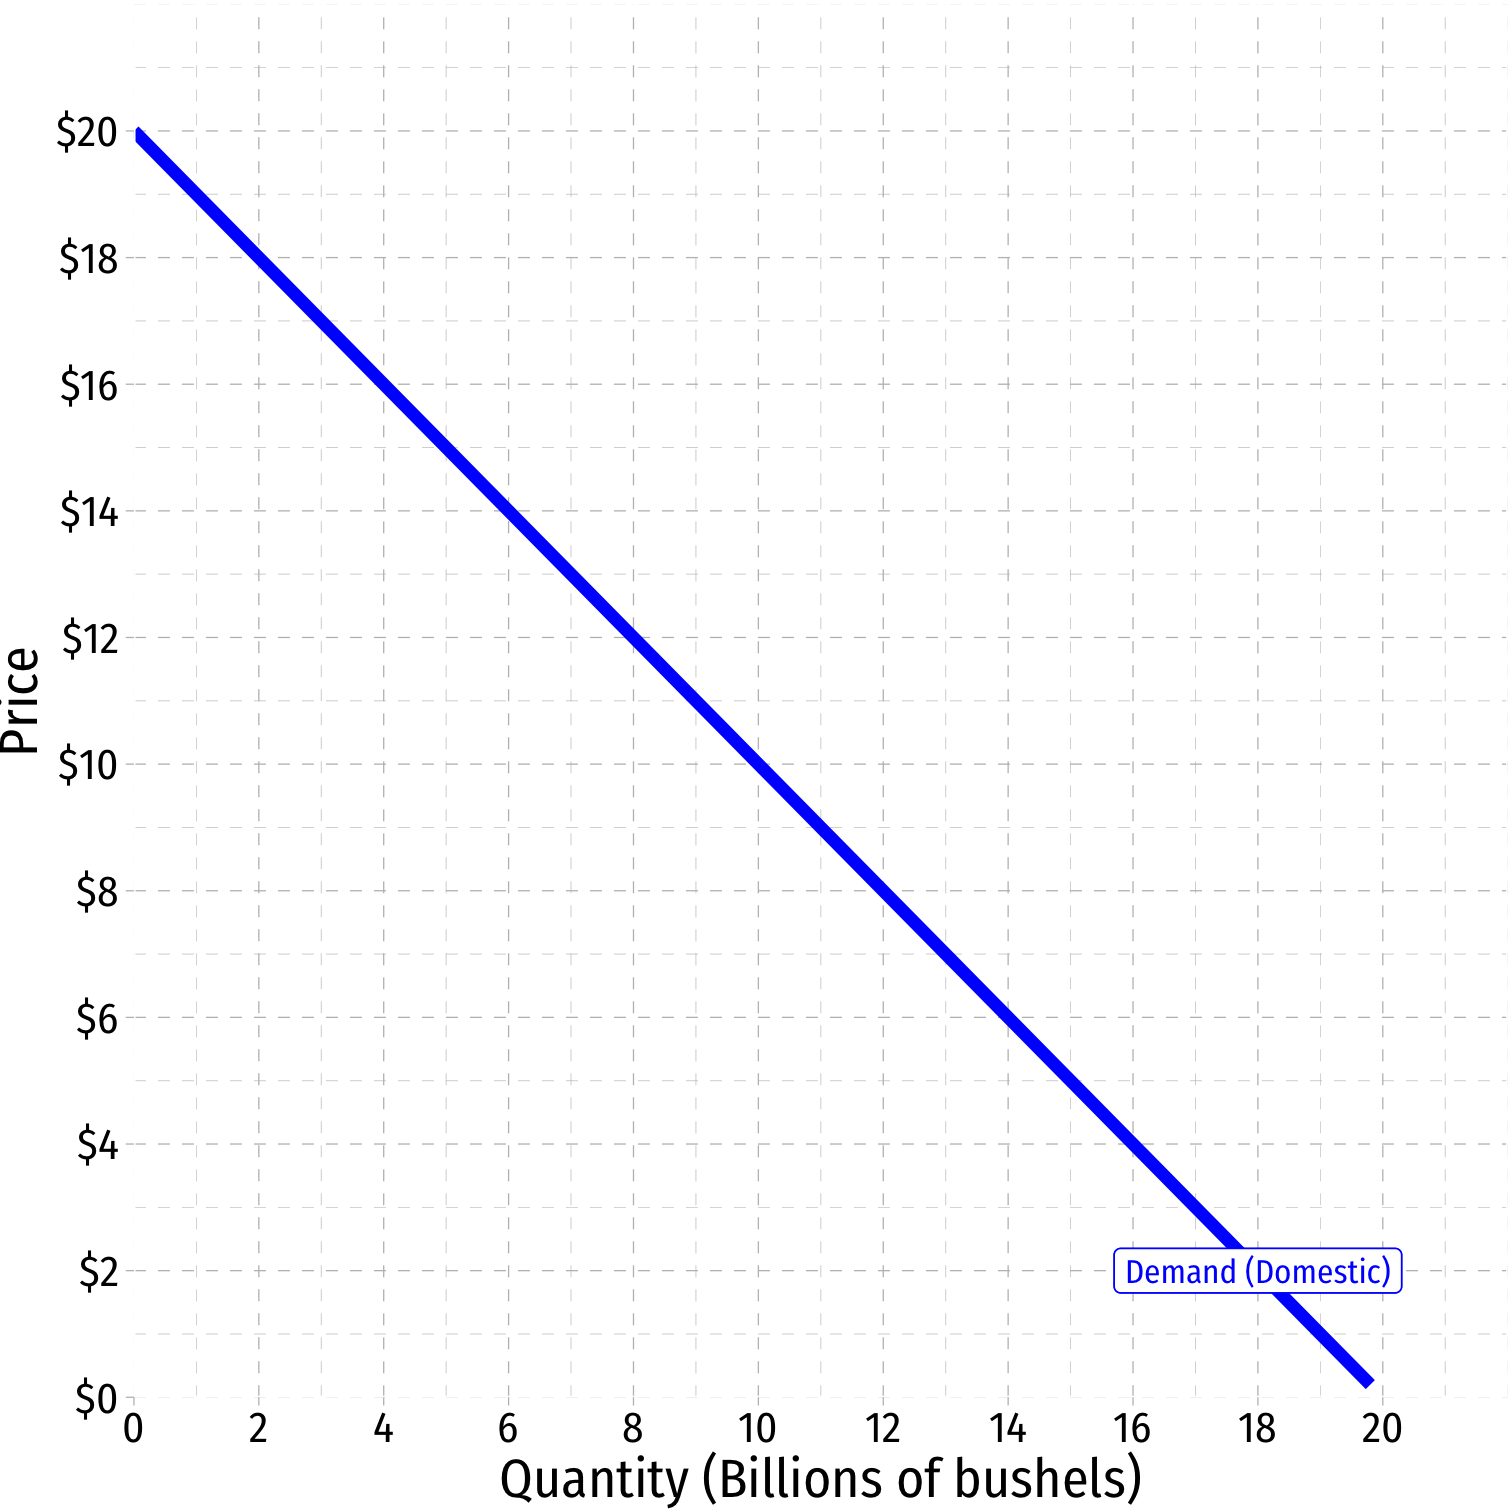 Price
$20
$18
$16
$14
$12
$10
$8
$6
$4
$2
$0
Demand (Domestic)
0 2 4 6 8 10 12 14 16 18 20
Quantity (Billions of bushels)